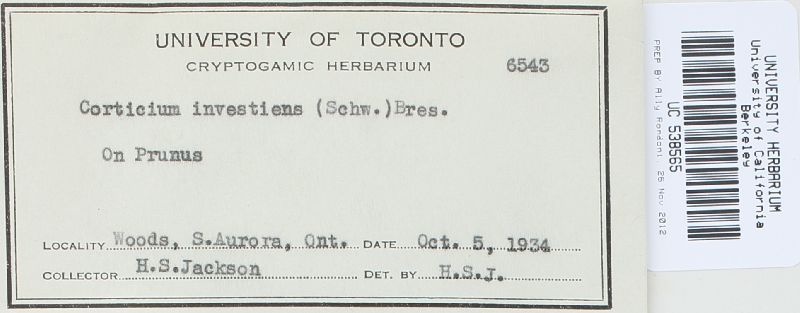 UNIVERSITY OF TORONTO
CRYPTOGAMIC HERBARIUM 6543
Corticium investiens (Schw.)Bres.
On Prunus
LOCALITY Woods, S.Aurora, Ont. DATE Oct. 5, 1934
COLLECTOR H.S.Jackson DET. BY H.S.J.
UNIVERSITY HERBARIUM
University of California
Berkeley
UC 538565
PREP BY Ally Rondoni 26 Nov 2012